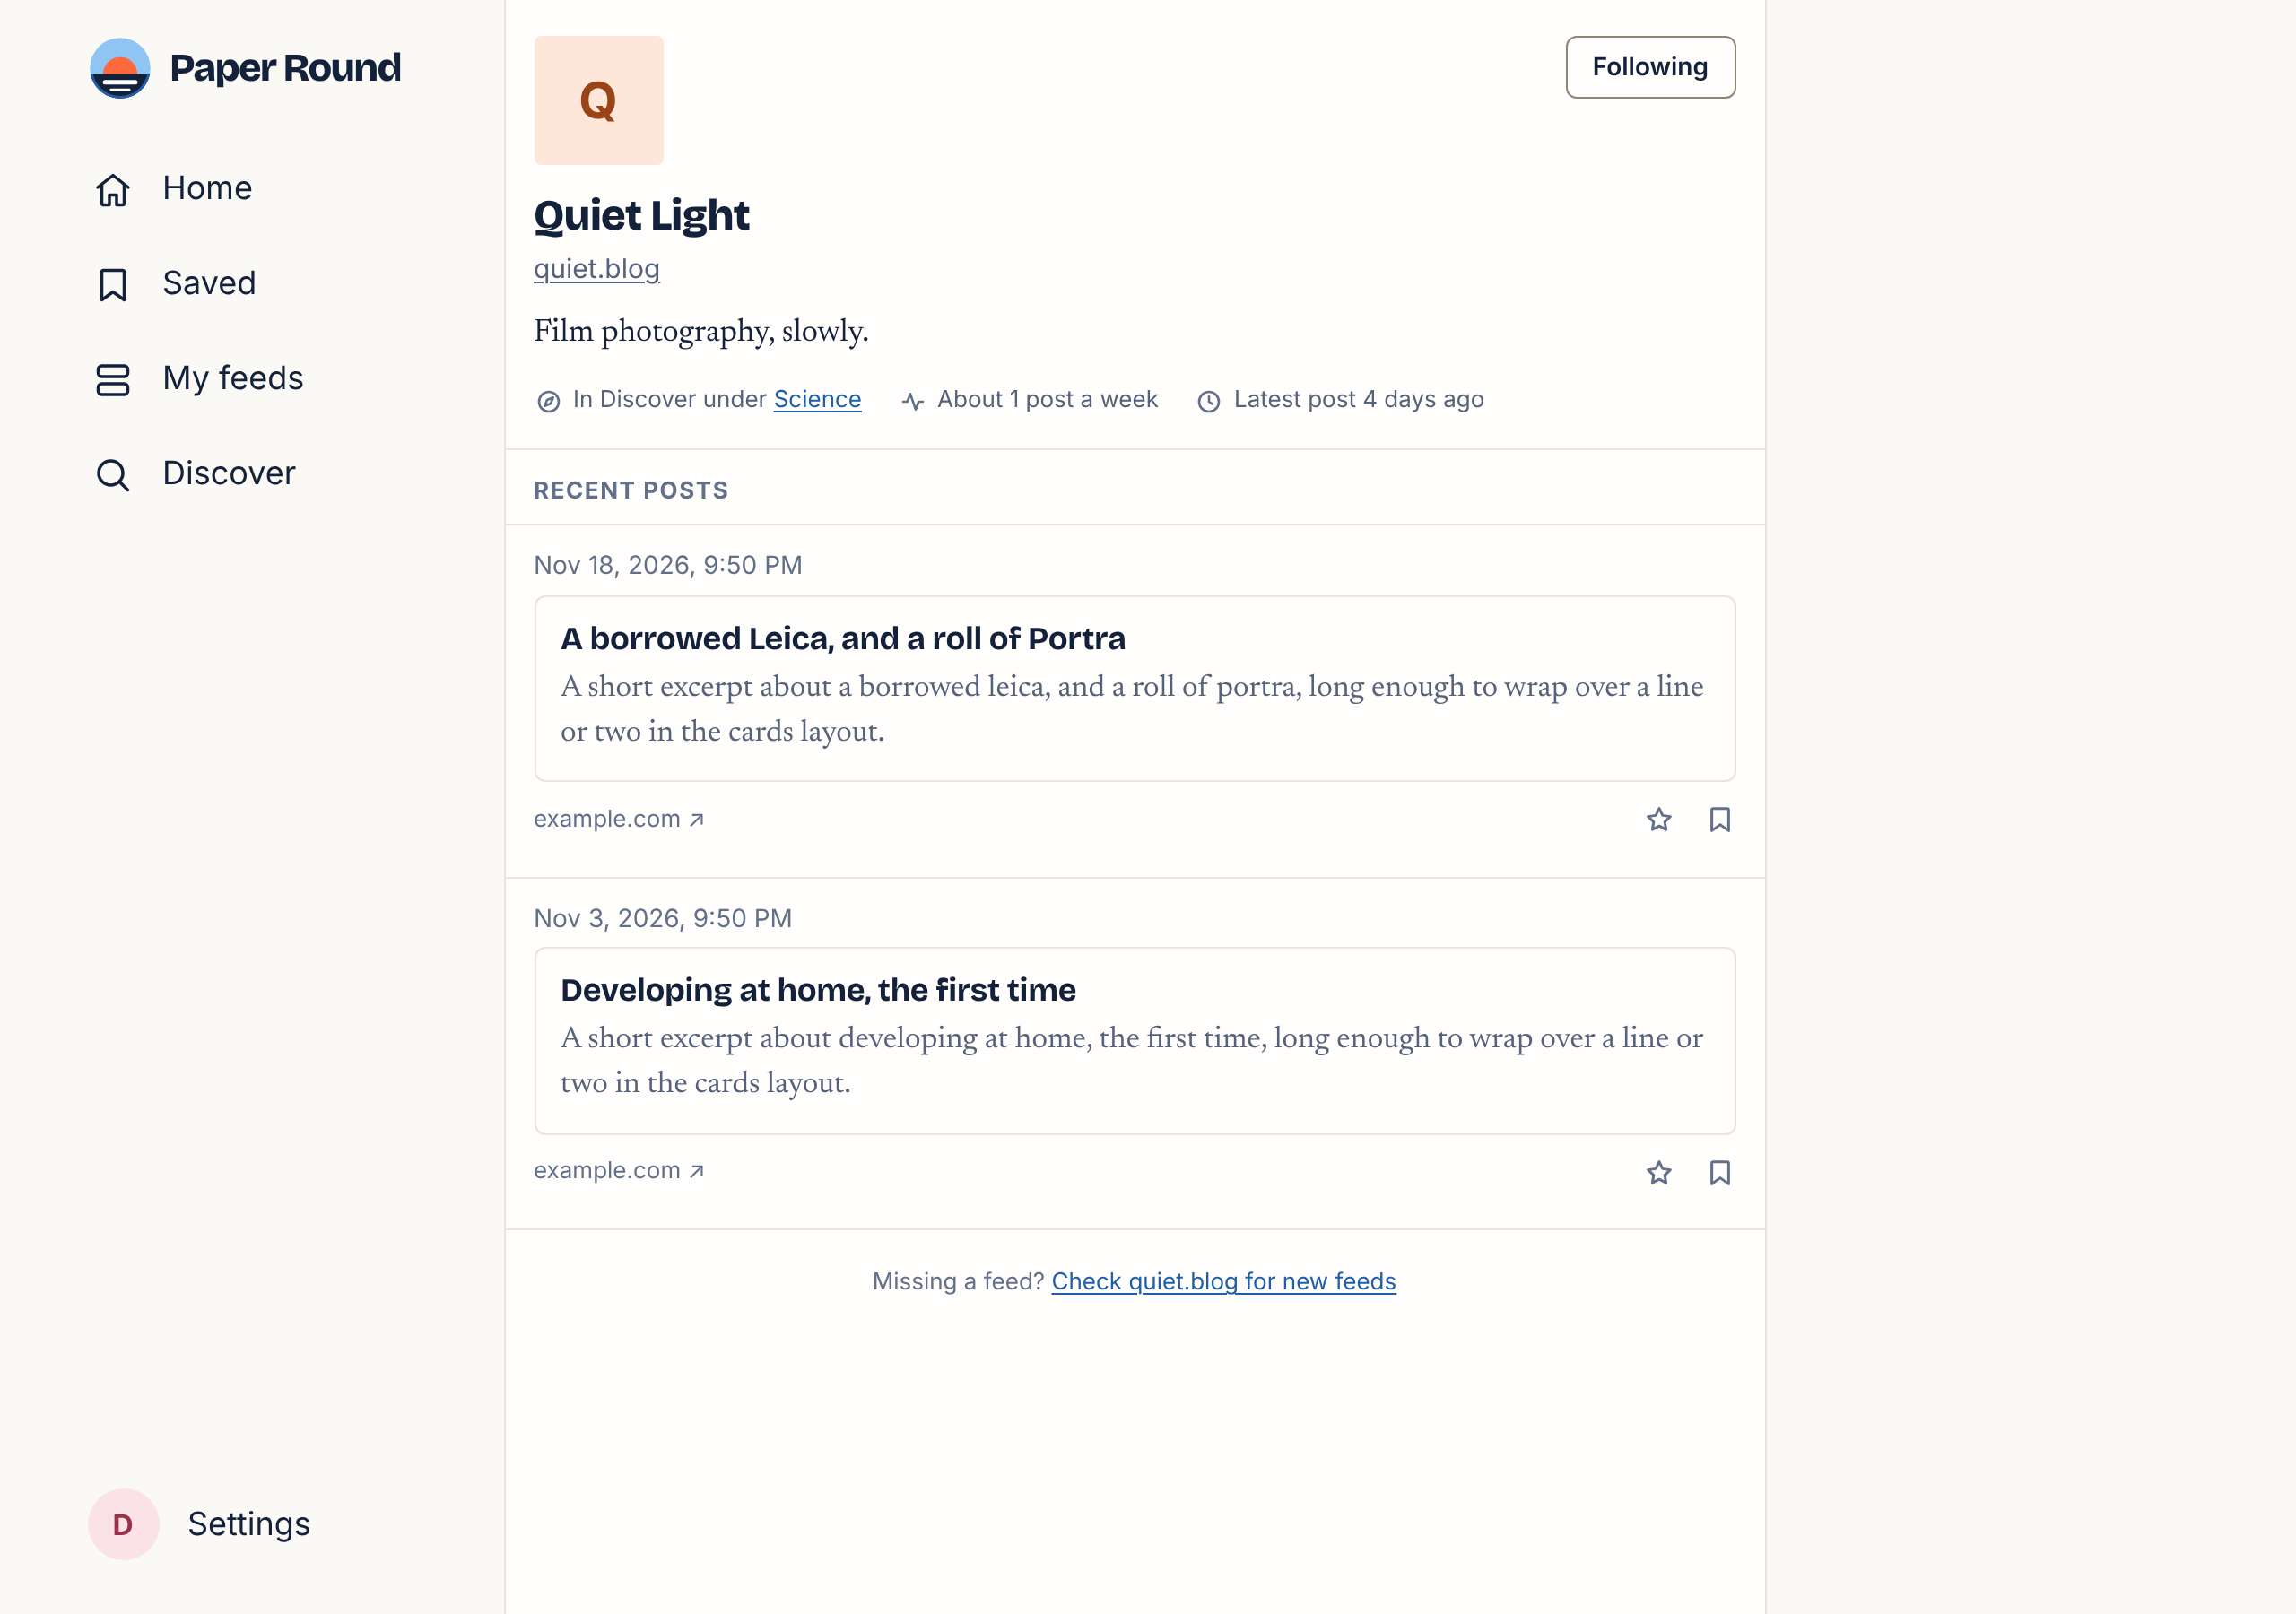 Paper Round
Home
Saved
My feeds
Discover
D
Settings
Q
Following
Quiet Light
quiet.blog
Film photography, slowly.
In Discover under Science
About 1 post a week
Latest post 4 days ago
RECENT POSTS
Nov 18, 2026, 9:50 PM
A borrowed Leica, and a roll of Portra
A short excerpt about a borrowed leica, and a roll of portra, long enough to wrap over a line
or two in the cards layout.
example.com ↗
Nov 3, 2026, 9:50 PM
Developing at home, the first time
A short excerpt about developing at home, the first time, long enough to wrap over a line or
two in the cards layout.
example.com ↗
Missing a feed? Check quiet.blog for new feeds